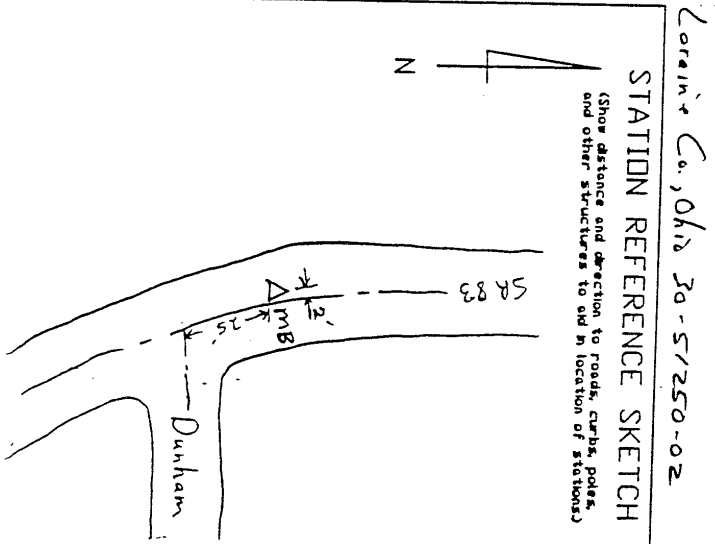 Lorain Co., Ohio 30-51250-02
STATION REFERENCE SKETCH
(Show distance and direction to roads, curbs, poles,
and other structures to aid in location of stations.)
N
SR 83
2'
MB
25'
Dunham